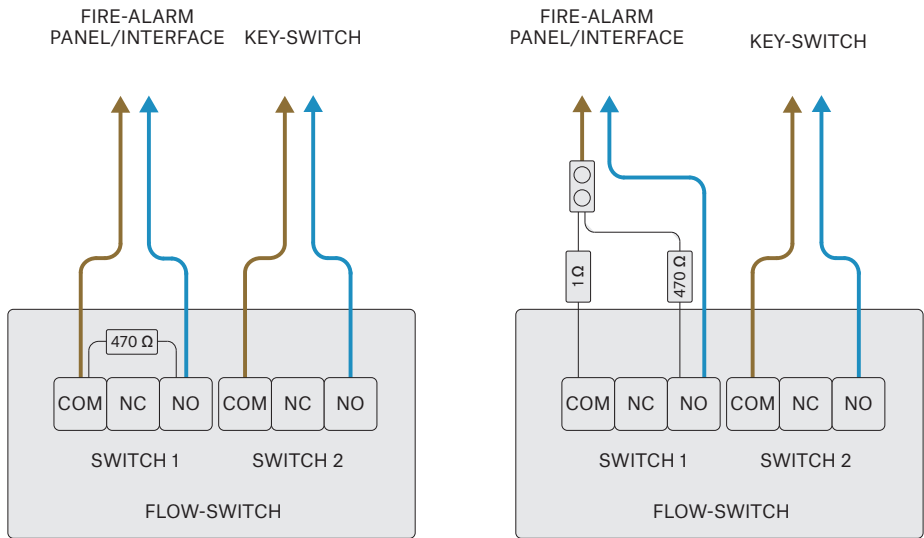 FIRE-ALARM
PANEL/INTERFACE
KEY-SWITCH
470 Ω
COM
NC
NO
COM
NC
NO
SWITCH 1
SWITCH 2
FLOW-SWITCH
FIRE-ALARM
PANEL/INTERFACE
KEY-SWITCH
1 Ω
470 Ω
COM
NC
NO
COM
NC
NO
SWITCH 1
SWITCH 2
FLOW-SWITCH